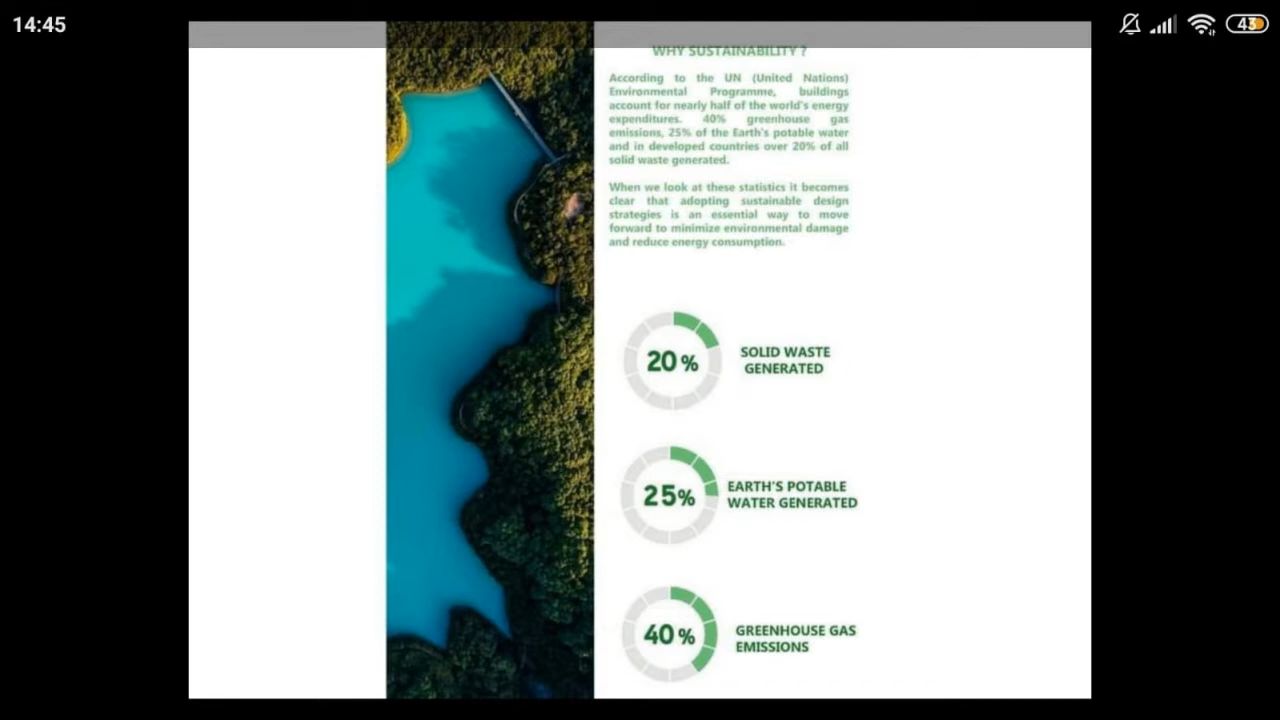 14:45
43
WHY SUSTAINABILITY ?
According to the UN (United Nations)
Environmental Programme, buildings
account for nearly half of the world's energy
expenditures. 40% greenhouse gas
emissions, 25% of the Earth's potable water
and in developed countries over 20% of all
solid waste generated.
When we look at these statistics it becomes
clear that adopting sustainable design
strategies is an essential way to move
forward to minimize environmental damage
and reduce energy consumption.
20 %
SOLID WASTE
GENERATED
25%
EARTH'S POTABLE
WATER GENERATED
40 %
GREENHOUSE GAS
EMISSIONS